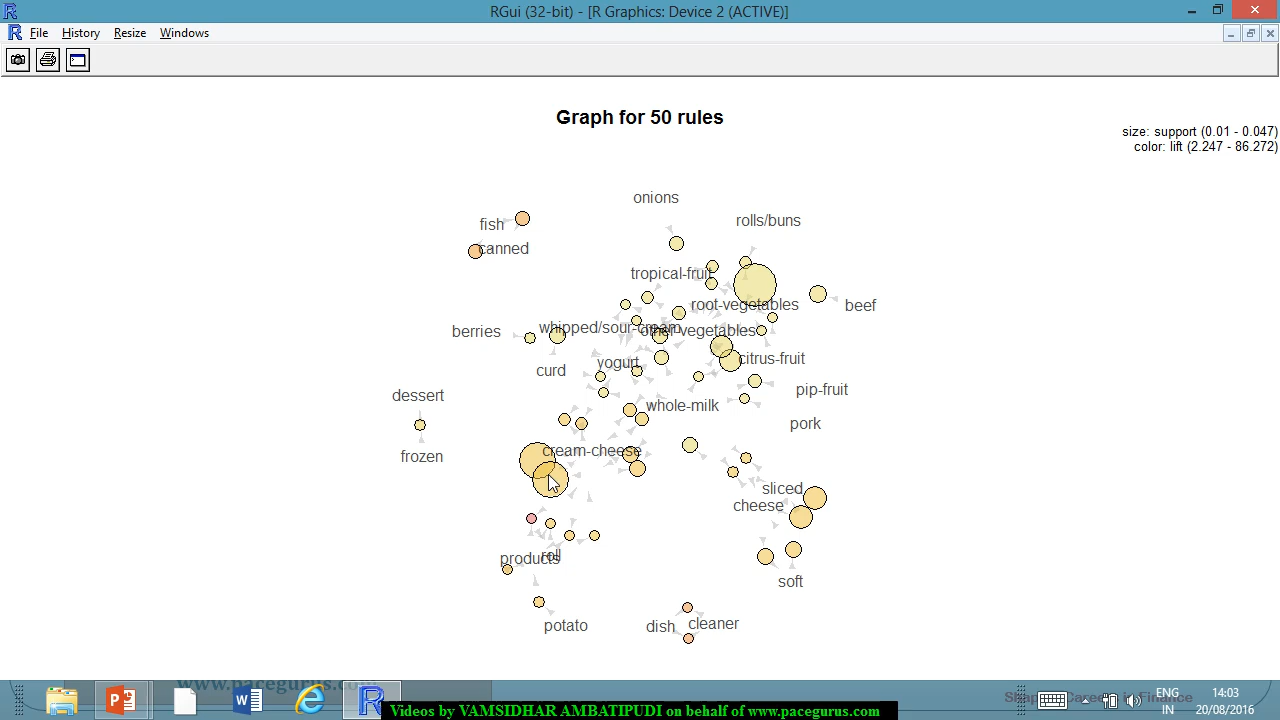 RGui (32-bit) - [R Graphics: Device 2 (ACTIVE)]
File History Resize Windows
Graph for 50 rules
size: support (0.01 - 0.047)
color: lift (2.247 - 86.272)
onions
rolls/buns
fish
canned
tropical-fruit
root-vegetables
beef
berries
whipped/sour-cream
other-vegetables
yogurt
citrus-fruit
curd
pip-fruit
dessert
whole-milk
pork
cream-cheese
frozen
sliced
cheese
products
roll
soft
potato
dish
cleaner
www.pacegurus.com
ENG
IN
14:03
20/08/2016
Videos by VAMSIDHAR AMBATIPUDI on behalf of www.pacegurus.com